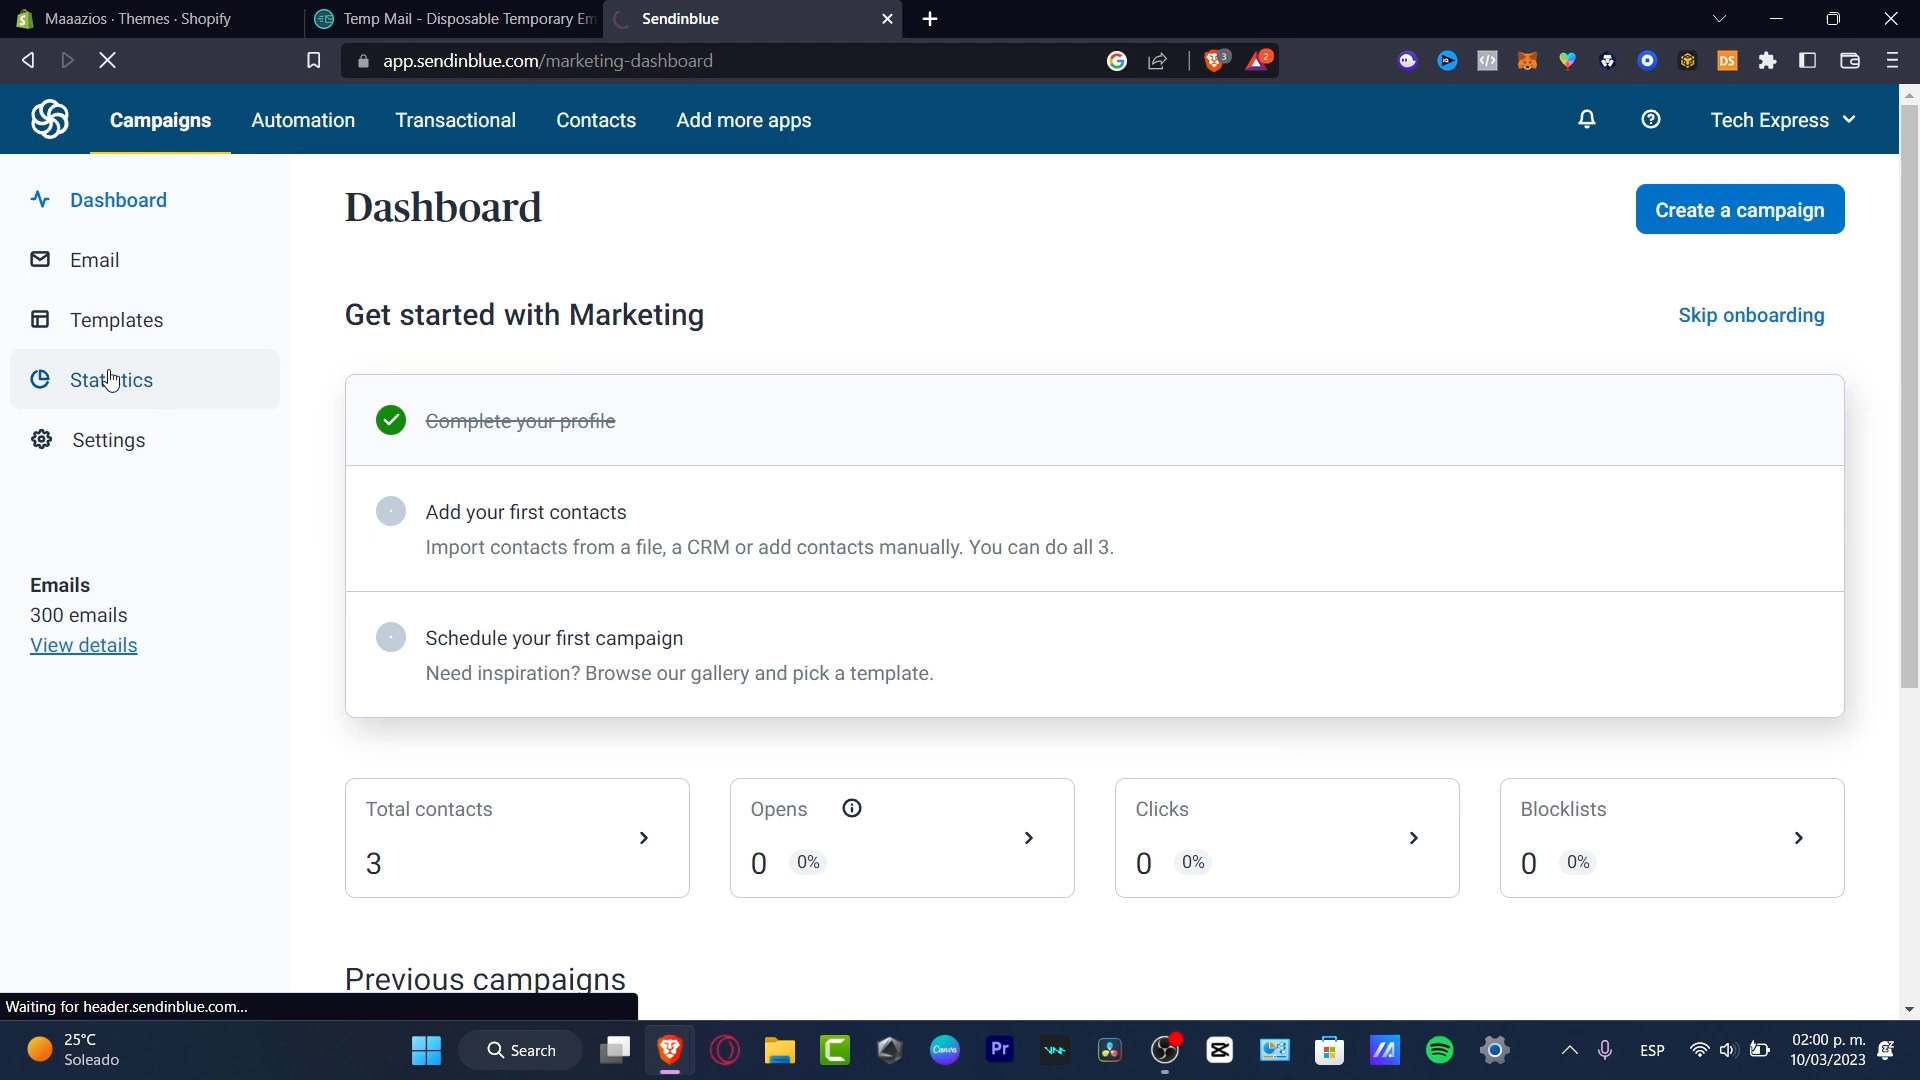 Maaazios · Themes · Shopify
Temp Mail - Disposable Temporary Em
Sendinblue
app.sendinblue.com/marketing-dashboard
3
2
DS
Campaigns
Automation
Transactional
Contacts
Add more apps
Tech Express
Dashboard
Email
Templates
Statistics
Settings
Emails
300 emails
View details
Dashboard
Create a campaign
Get started with Marketing
Skip onboarding
Complete your profile
Add your first contacts
Import contacts from a file, a CRM or add contacts manually. You can do all 3.
Schedule your first campaign
Need inspiration? Browse our gallery and pick a template.
Total contacts
3
Opens
0 0%
Clicks
0 0%
Blocklists
0 0%
Previous campaigns
Waiting for header.sendinblue.com...
25°C
Soleado
Search
Canva
Pr
ESP
02:00 p. m.
10/03/2023